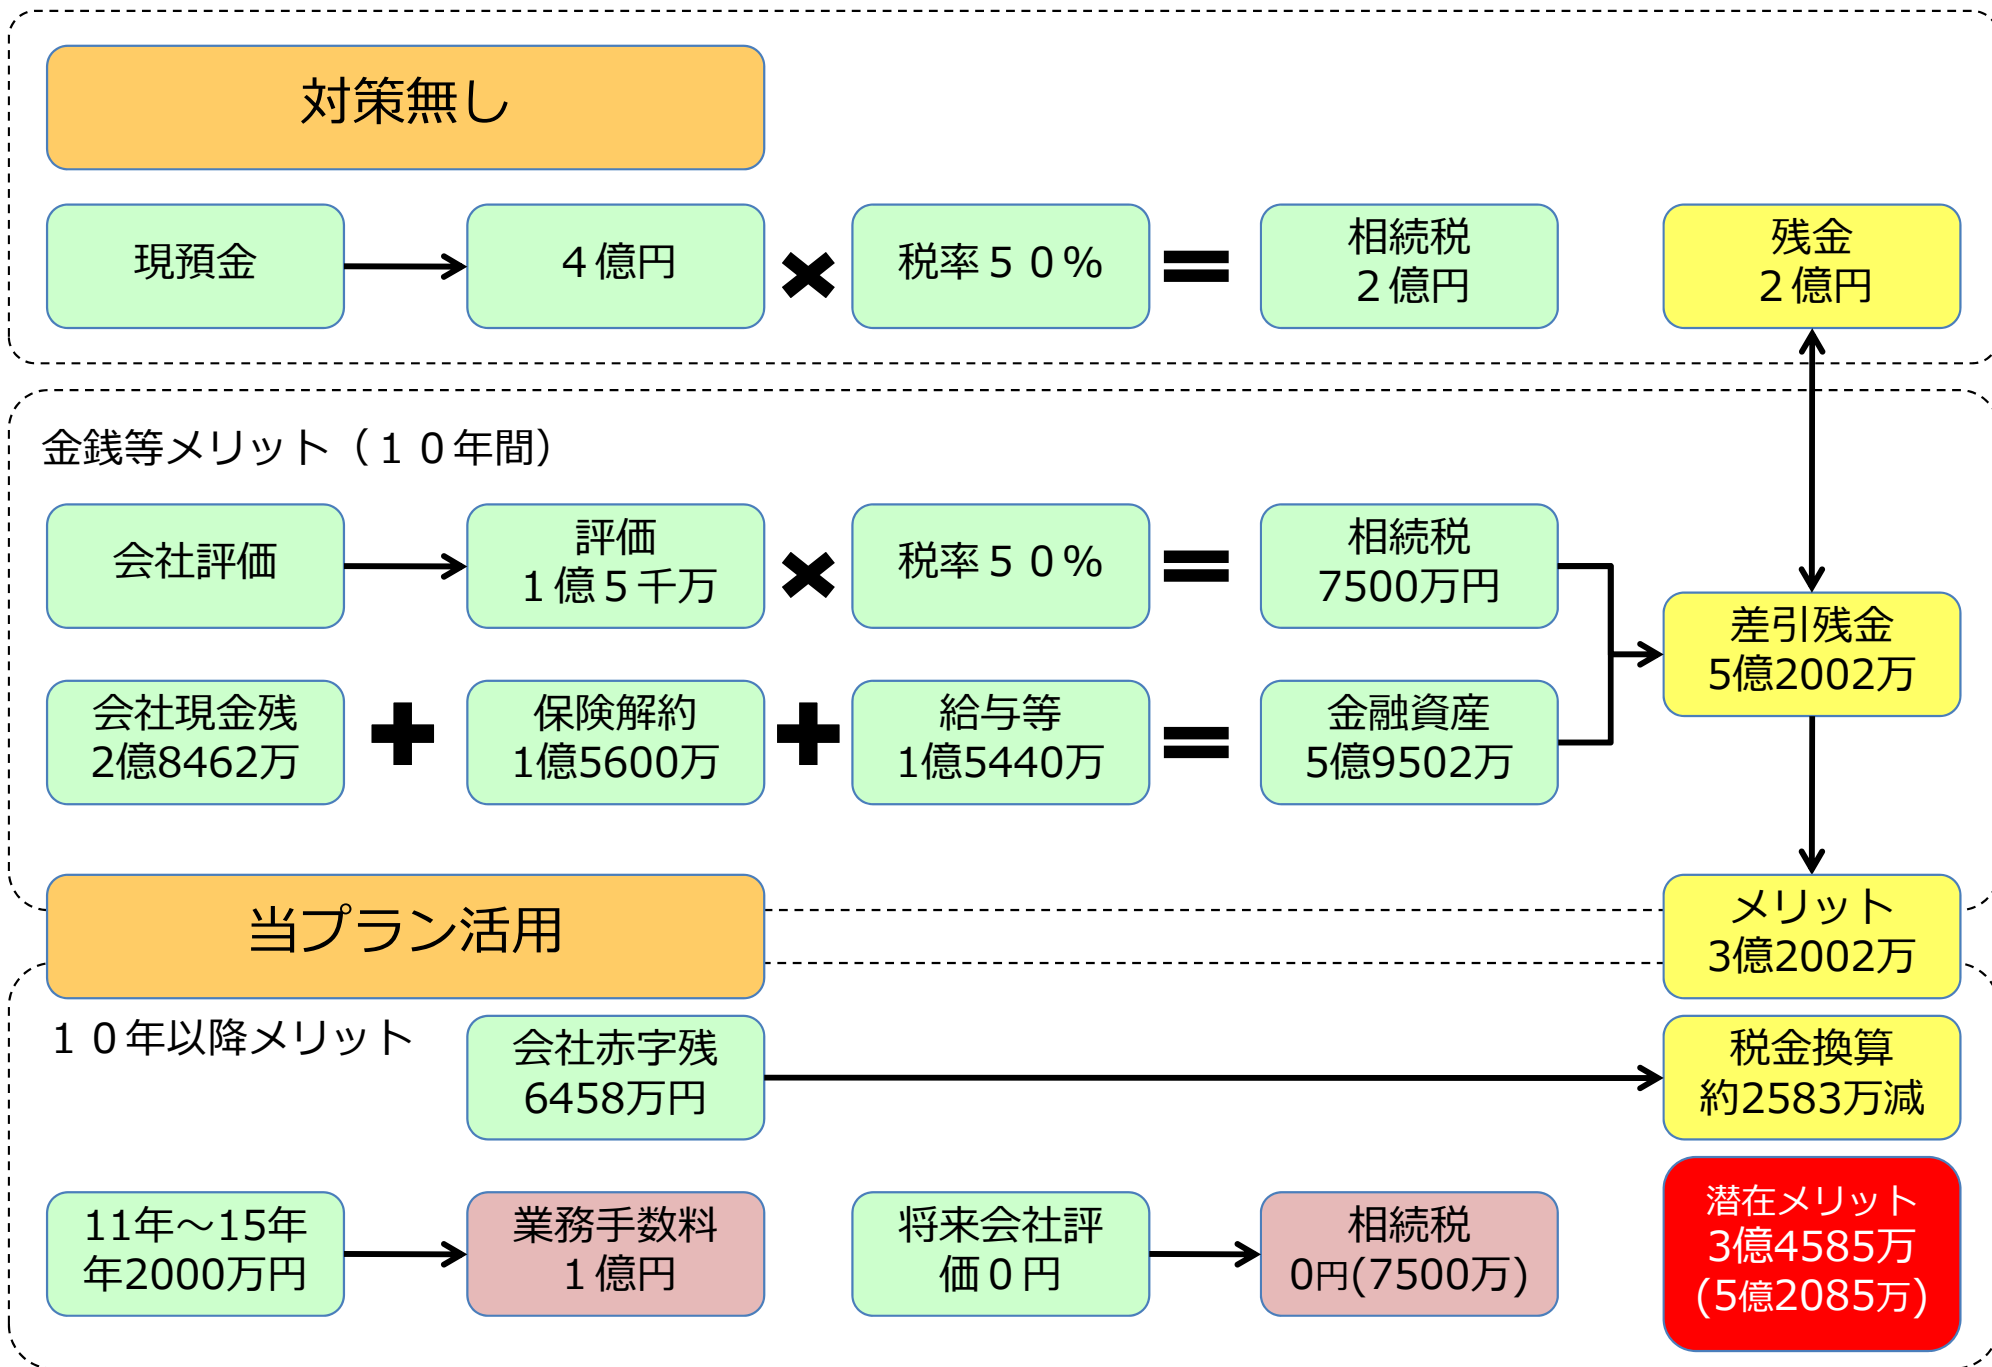 対策無し
現預金
４億円
税率５０%
相続税
２億円
残金
２億円
金銭等メリット（１０年間）
会社評価
評価
１億５千万
税率５０%
相続税
7500万円
差引残金
5億2002万
会社現金残
2億8462万
保険解約
1億5600万
給与等
1億5440万
金融資産
5億9502万
当プラン活用
メリット
3億2002万
１０年以降メリット
会社赤字残
6458万円
税金換算
約2583万減
11年～15年
年2000万円
業務手数料
１億円
将来会社評
価０円
相続税
0円(7500万)
潜在メリット
3億4585万
(5億2085万)